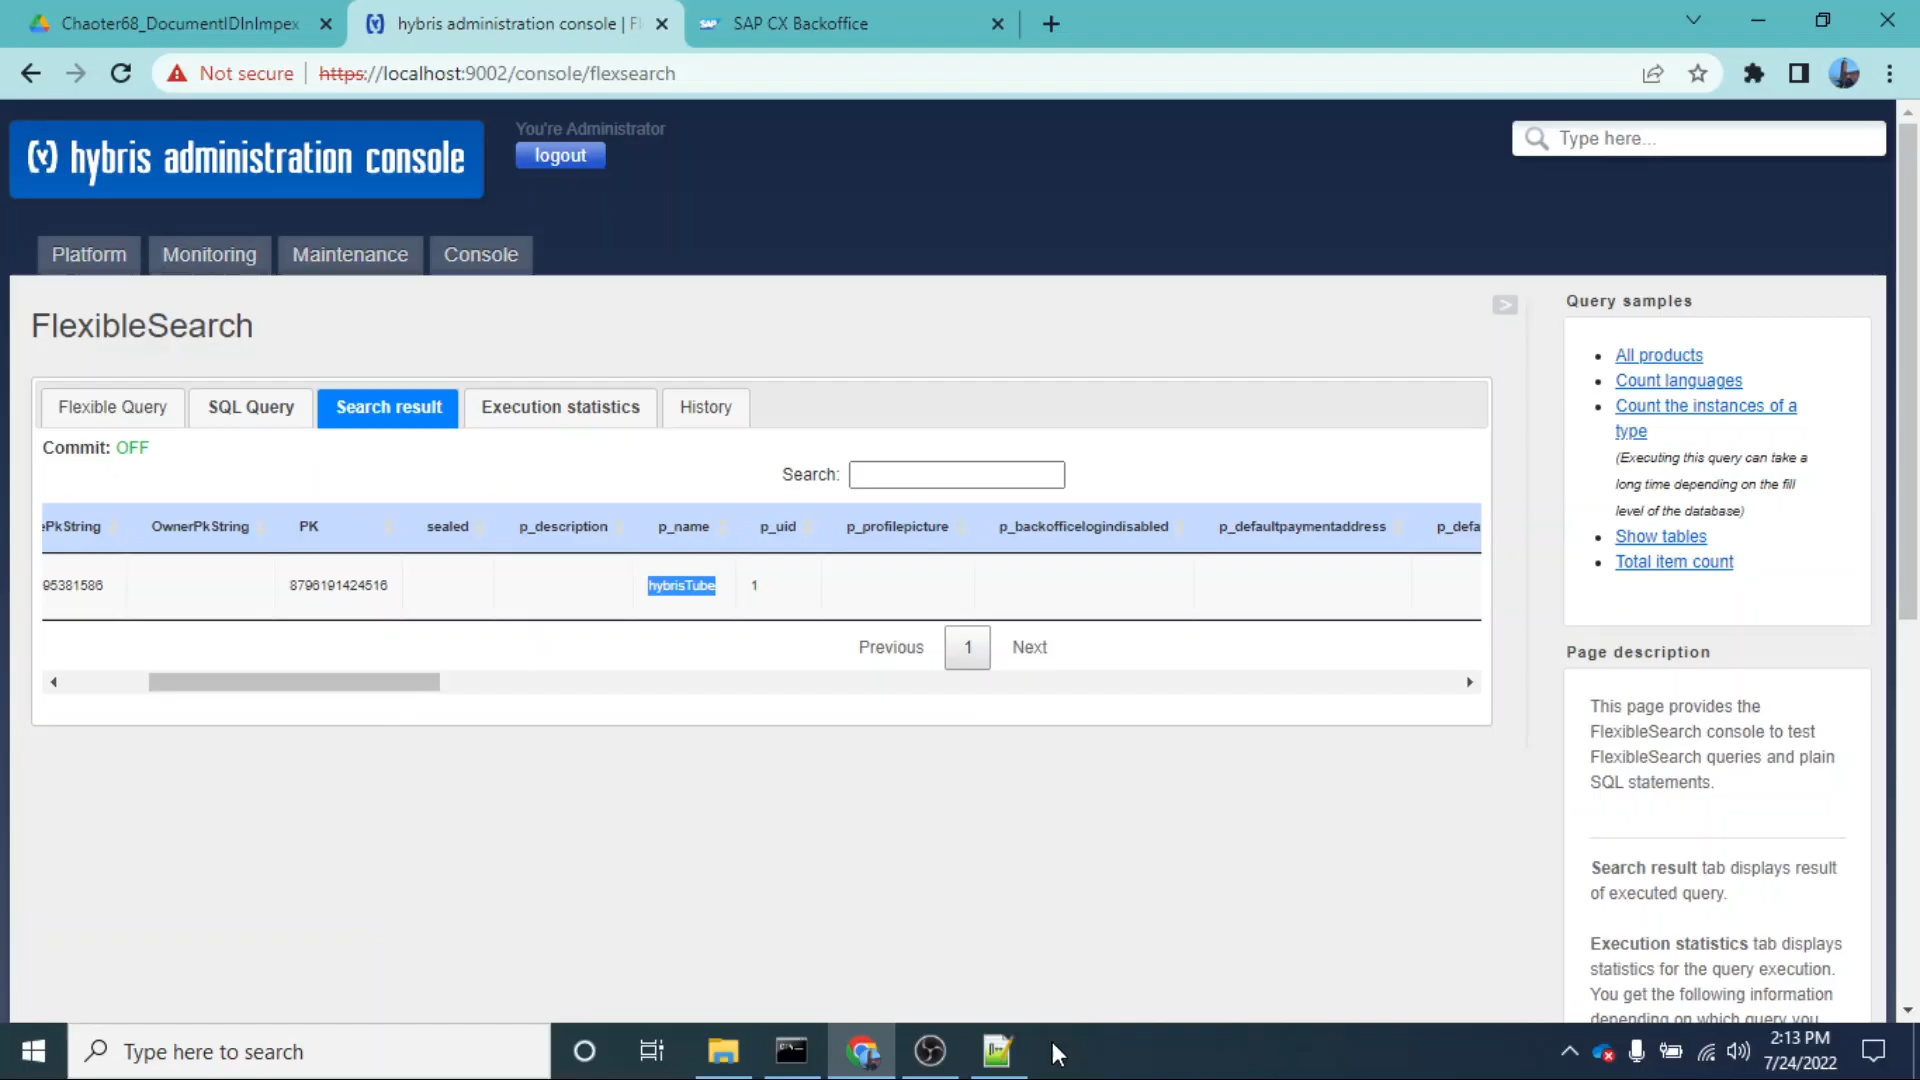 Chaoter68_DocumentIDInImpex
hybris administration console | Fl
SAP CX Backoffice
Not secure
https://localhost:9002/console/flexsearch
(v) hybris administration console
You're Administrator
logout
Type here...
Platform
Monitoring
Maintenance
Console
FlexibleSearch
>
Flexible Query
SQL Query
Search result
Execution statistics
History
Commit: OFF
Search:
ePkString
OwnerPkString
PK
sealed
p_description
p_name
p_uid
p_profilepicture
p_backofficelogindisabled
p_defaultpaymentaddress
p_defa
95381586
8796191424516
hybrisTube
1
Previous
1
Next
Query samples
All products
Count languages
Count the instances of a
type
(Executing this query can take a
long time depending on the fill
level of the database)
Show tables
Total item count
Page description
This page provides the
FlexibleSearch console to test
FlexibleSearch queries and plain
SQL statements.
Search result tab displays result
of executed query.
Execution statistics tab displays
statistics for the query execution.
You get the following information
depending on which query you
Type here to search
2:13 PM
7/24/2022